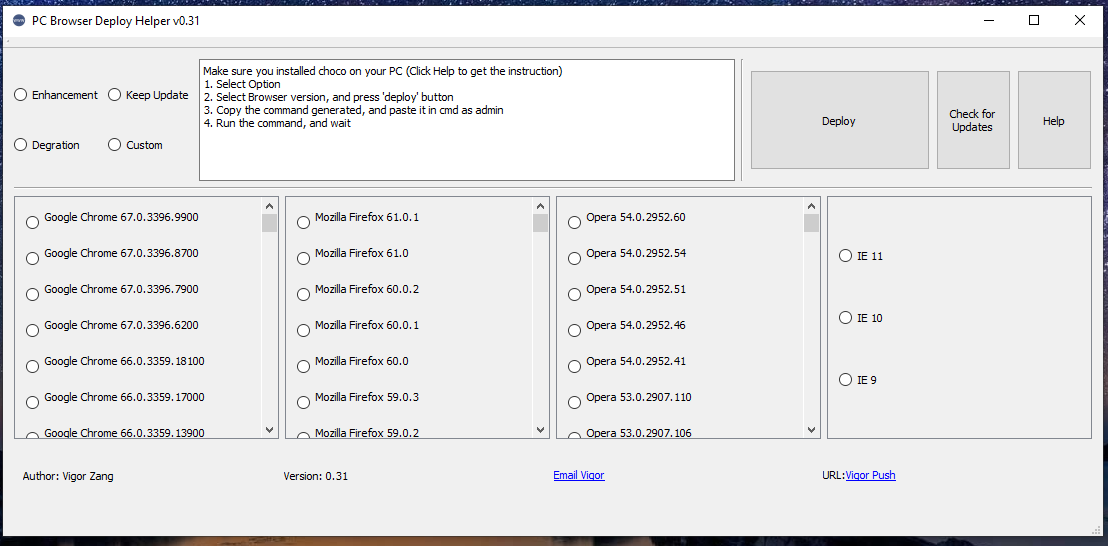 PC Browser Deploy Helper v0.31
Enhancement
Keep Update
Degration
Custom
Make sure you installed choco on your PC (Click Help to get the instruction)
1. Select Option
2. Select Browser version, and press 'deploy' button
3. Copy the command generated, and paste it in cmd as admin
4. Run the command, and wait
Deploy
Check for
Updates
Help
Google Chrome 67.0.3396.9900
Google Chrome 67.0.3396.8700
Google Chrome 67.0.3396.7900
Google Chrome 67.0.3396.6200
Google Chrome 66.0.3359.18100
Google Chrome 66.0.3359.17000
Google Chrome 66.0.3359.13900
Mozilla Firefox 61.0.1
Mozilla Firefox 61.0
Mozilla Firefox 60.0.2
Mozilla Firefox 60.0.1
Mozilla Firefox 60.0
Mozilla Firefox 59.0.3
Mozilla Firefox 59.0.2
Opera 54.0.2952.60
Opera 54.0.2952.54
Opera 54.0.2952.51
Opera 54.0.2952.46
Opera 54.0.2952.41
Opera 53.0.2907.110
Opera 53.0.2907.106
IE 11
IE 10
IE 9
Author: Vigor Zang
Version: 0.31
Email Vigor
URL:Vigor Push